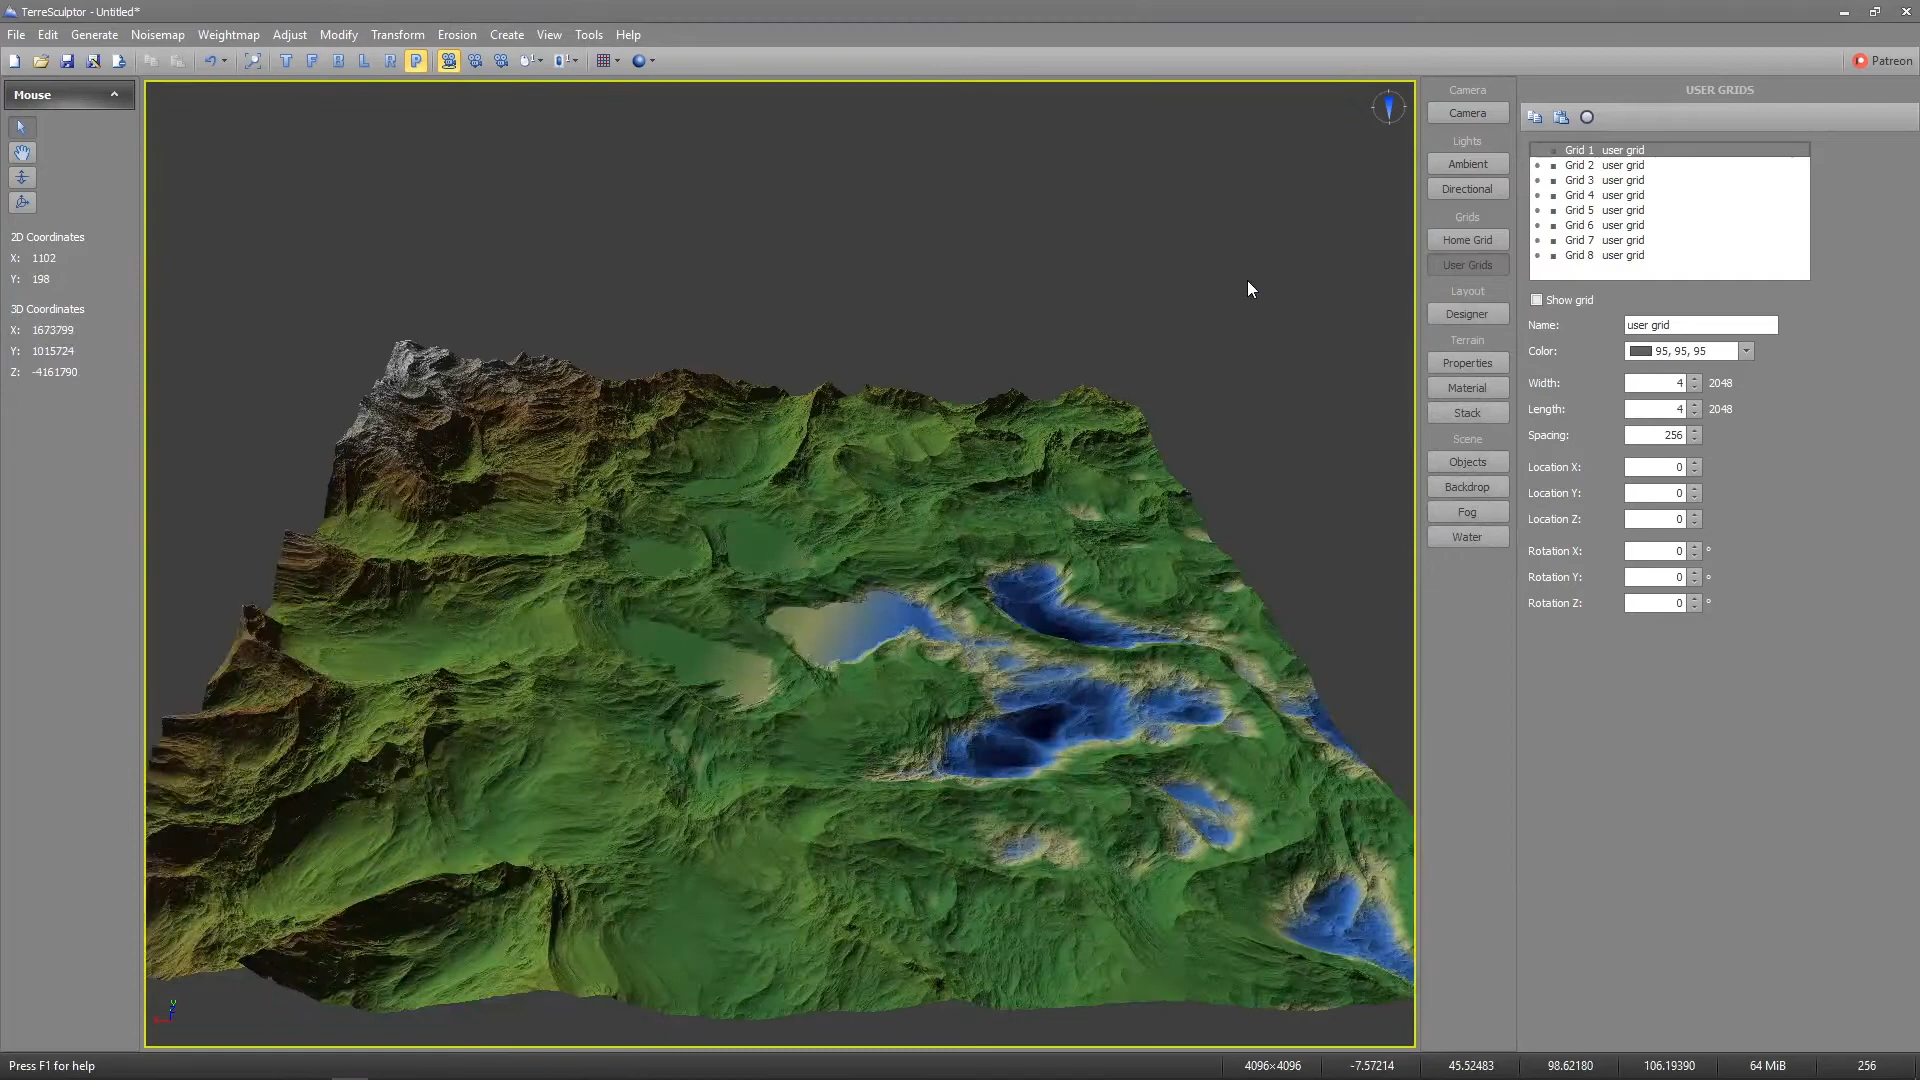 TerreSculptor - Untitled*
File Edit Generate Noisemap Weightmap Adjust Modify Transform Erosion Create View Tools Help
T F B L R P
Patreon
Mouse
2D Coordinates
X: 1102
Y: 198
3D Coordinates
X: 1673799
Y: 1015724
Z: -4161790
Camera
Camera
Lights
Ambient
Directional
Grids
Home Grid
User Grids
Layout
Designer
Terrain
Properties
Material
Stack
Scene
Objects
Backdrop
Fog
Water
USER GRIDS
Grid 1 user grid
Grid 2 user grid
Grid 3 user grid
Grid 4 user grid
Grid 5 user grid
Grid 6 user grid
Grid 7 user grid
Grid 8 user grid
Show grid
Name: user grid
Color: 95, 95, 95
Width: 4 2048
Length: 4 2048
Spacing: 256
Location X: 0
Location Y: 0
Location Z: 0
Rotation X: 0 °
Rotation Y: 0 °
Rotation Z: 0 °
Press F1 for help
4096×4096 -7.57214 45.52483 98.62180 106.19390 64 MiB 256